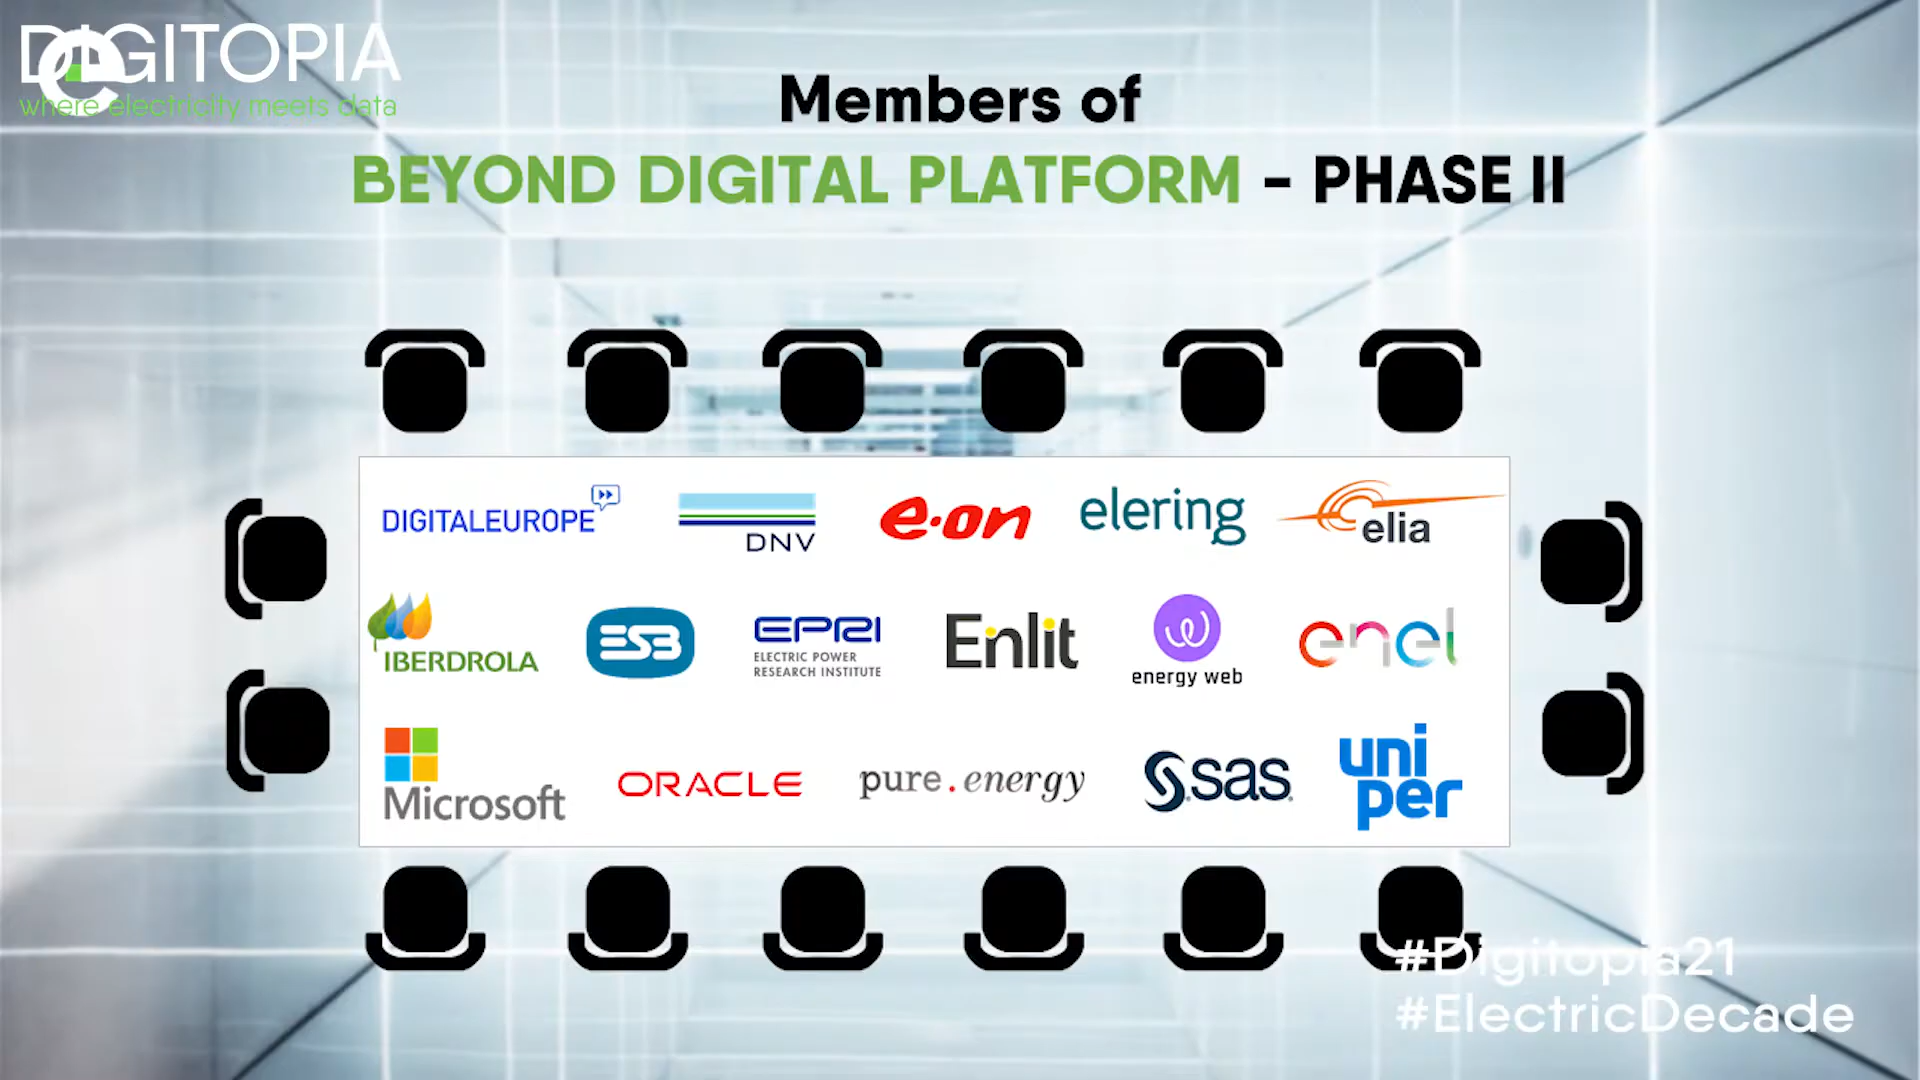 DIGITOPIA
e
where electricity meets data
Members of
BEYOND DIGITAL PLATFORM - PHASE II
DIGITALEUROPE
DNV
e·on
elering
elia
IBERDROLA
ESB
EPRI
ELECTRIC POWER
RESEARCH INSTITUTE
Enlit
energy web
enel
Microsoft
ORACLE
pure.energy
sas
uni
per
#Digitopia21
#ElectricDecade